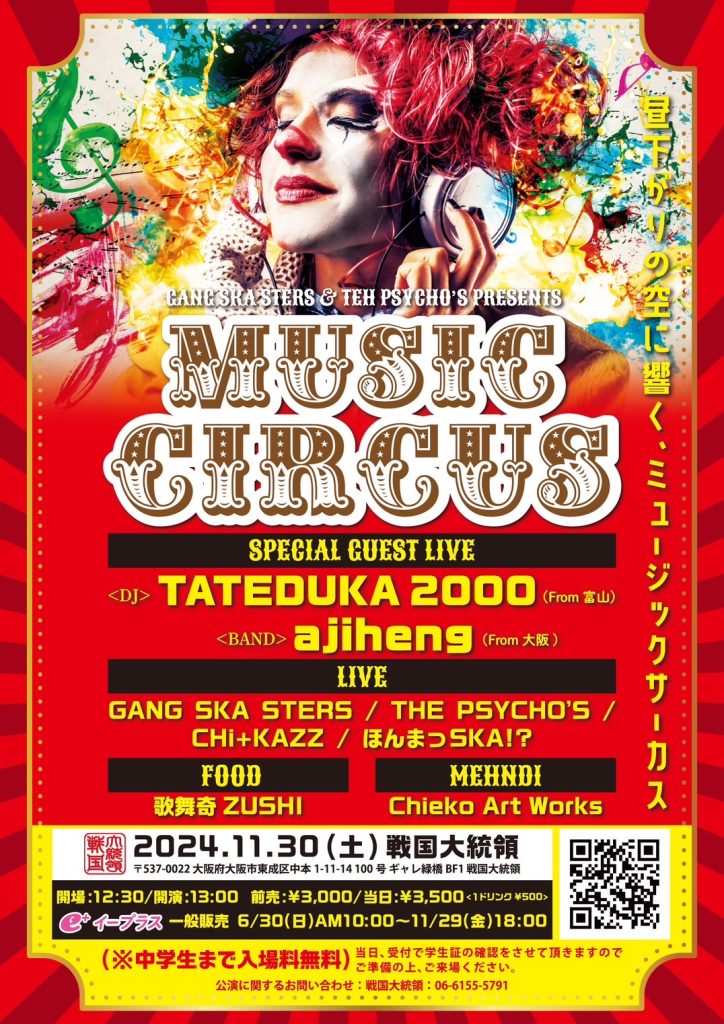 昼下がりの空に響く、ミュージックサーカス
GANG SKA STERS & TEH PSYCHO'S PRESENTS
MUSIC
CIRCUS
SPECIAL GUEST LIVE
<DJ> TATEDUKA 2000 (From 富山)
<BAND> ajiheng (From 大阪)
LIVE
GANG SKA STERS / THE PSYCHO'S /
CHi+KAZZ / ほんまっSKA!?
FOOD
歌舞奇 ZUSHI
MEHNDI
Chieko Art Works
大統領
戦国
2024.11.30(土) 戦国大統領
〒537-0022 大阪府大阪市東成区中本 1-11-14 100 号 ギャレ緑橋 BF1 戦国大統領
開場:12:30/開演:13:00 前売:¥3,000/当日:¥3,500 <1ドリンク ¥500>
e+ イープラス 一般販売 6/30(日)AM10:00〜11/29(金)18:00
(※中学生まで入場料無料)
当日、受付で学生証の確認をさせて頂きますので
ご準備の上、ご来場ください。
公演に関するお問い合わせ:戦国大統領:06-6155-5791